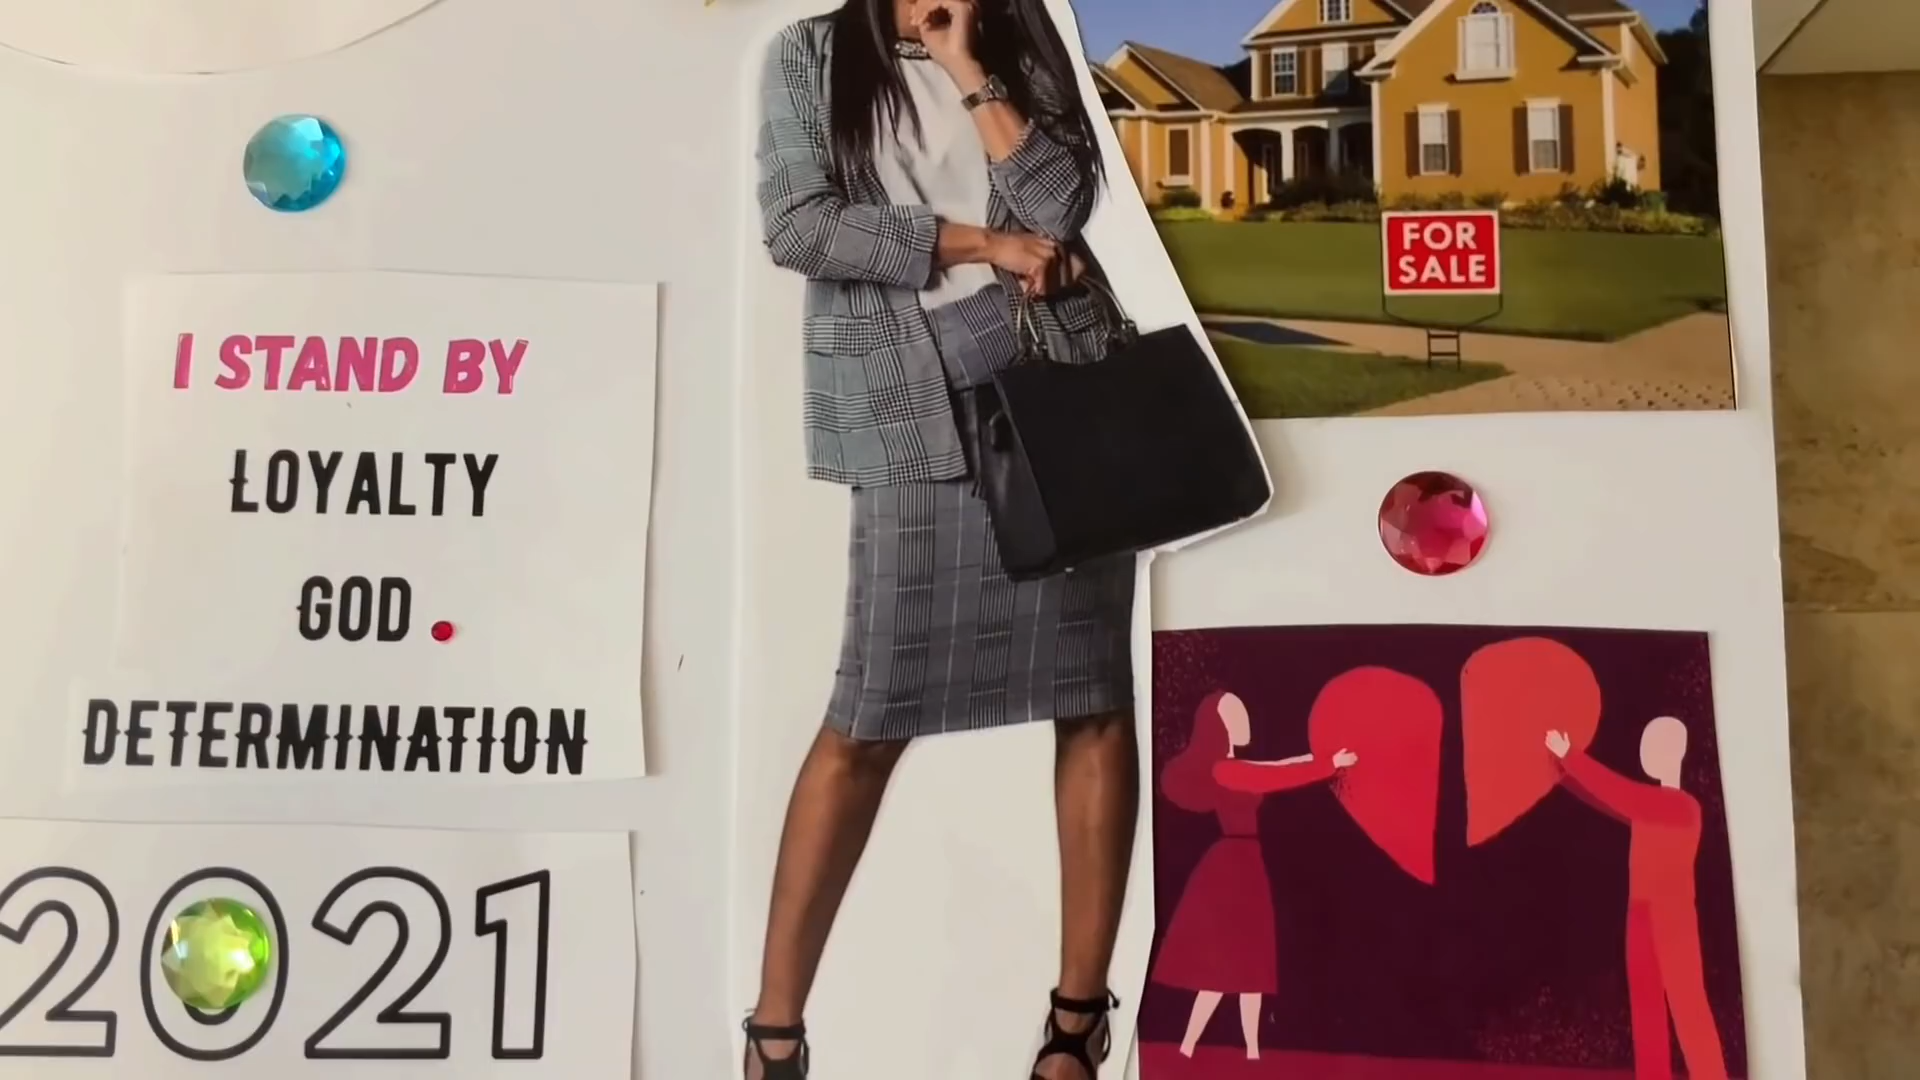 I STAND BY
LOYALTY
GOD
DETERMINATION
2021
FOR
SALE